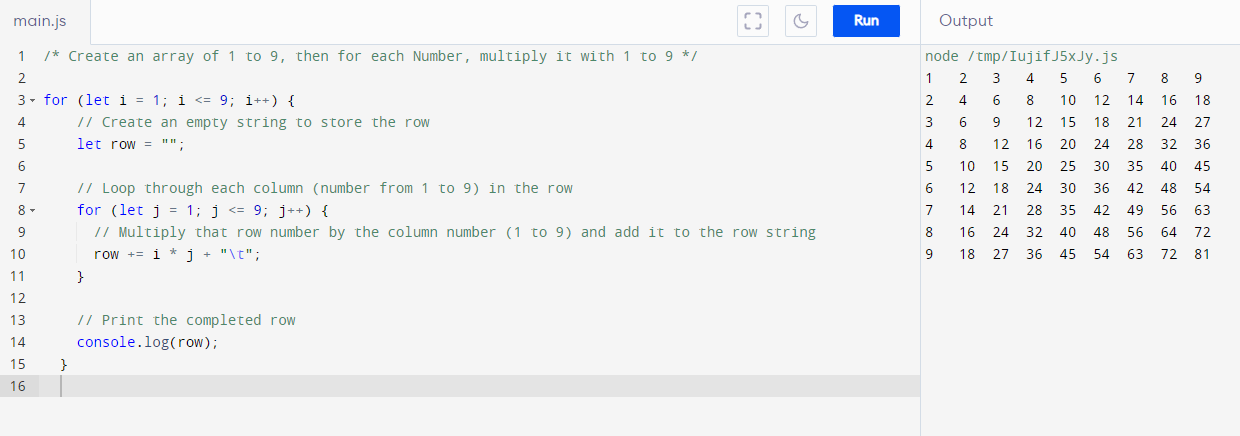 main.js
Run
Output
1 /* Create an array of 1 to 9, then for each Number, multiply it with 1 to 9 */
2
3 for (let i = 1; i <= 9; i++) {
4     // Create an empty string to store the row
5     let row = "";
6
7     // Loop through each column (number from 1 to 9) in the row
8     for (let j = 1; j <= 9; j++) {
9       // Multiply that row number by the column number (1 to 9) and add it to the row string
10       row += i * j + "\t";
11     }
12
13     // Print the completed row
14     console.log(row);
15   }
16
node /tmp/IujifJ5xJy.js
1 2 3 4 5 6 7 8 9
2 4 6 8 10 12 14 16 18
3 6 9 12 15 18 21 24 27
4 8 12 16 20 24 28 32 36
5 10 15 20 25 30 35 40 45
6 12 18 24 30 36 42 48 54
7 14 21 28 35 42 49 56 63
8 16 24 32 40 48 56 64 72
9 18 27 36 45 54 63 72 81